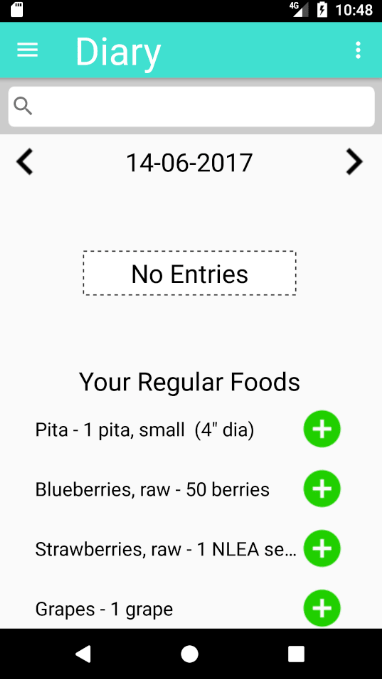 4G 10:48
Diary
14-06-2017
No Entries
Your Regular Foods
Pita - 1 pita, small  (4" dia)
Blueberries, raw - 50 berries
Strawberries, raw - 1 NLEA se...
Grapes - 1 grape